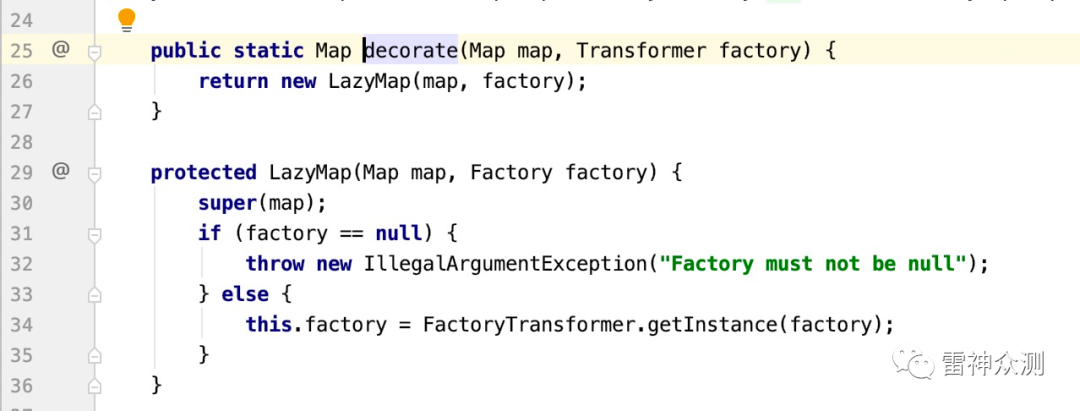 24
25 @ public static Map decorate(Map map, Transformer factory) {
26 return new LazyMap(map, factory);
27 }
28
29 @ protected LazyMap(Map map, Factory factory) {
30 super(map);
31 if (factory == null) {
32 throw new IllegalArgumentException("Factory must not be null");
33 } else {
34 this.factory = FactoryTransformer.getInstance(factory);
35 }
36 }
雷神众测